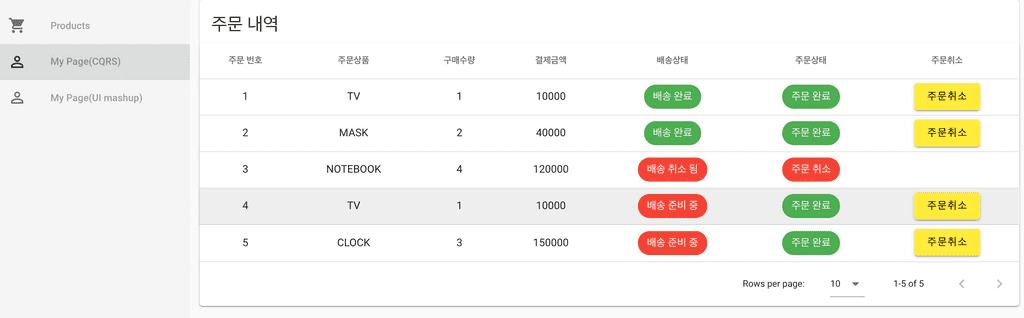 Products
My Page(CQRS)
My Page(UI mashup)
주문 내역
주문 번호 주문상품 구매수량 결제금액 배송상태 주문상태 주문취소
1 TV 1 10000 배송 완료 주문 완료 주문취소
2 MASK 2 40000 배송 완료 주문 완료 주문취소
3 NOTEBOOK 4 120000 배송 취소 됨 주문 취소
4 TV 1 10000 배송 준비 중 주문 완료 주문취소
5 CLOCK 3 150000 배송 준비 중 주문 완료 주문취소
Rows per page: 10 1-5 of 5